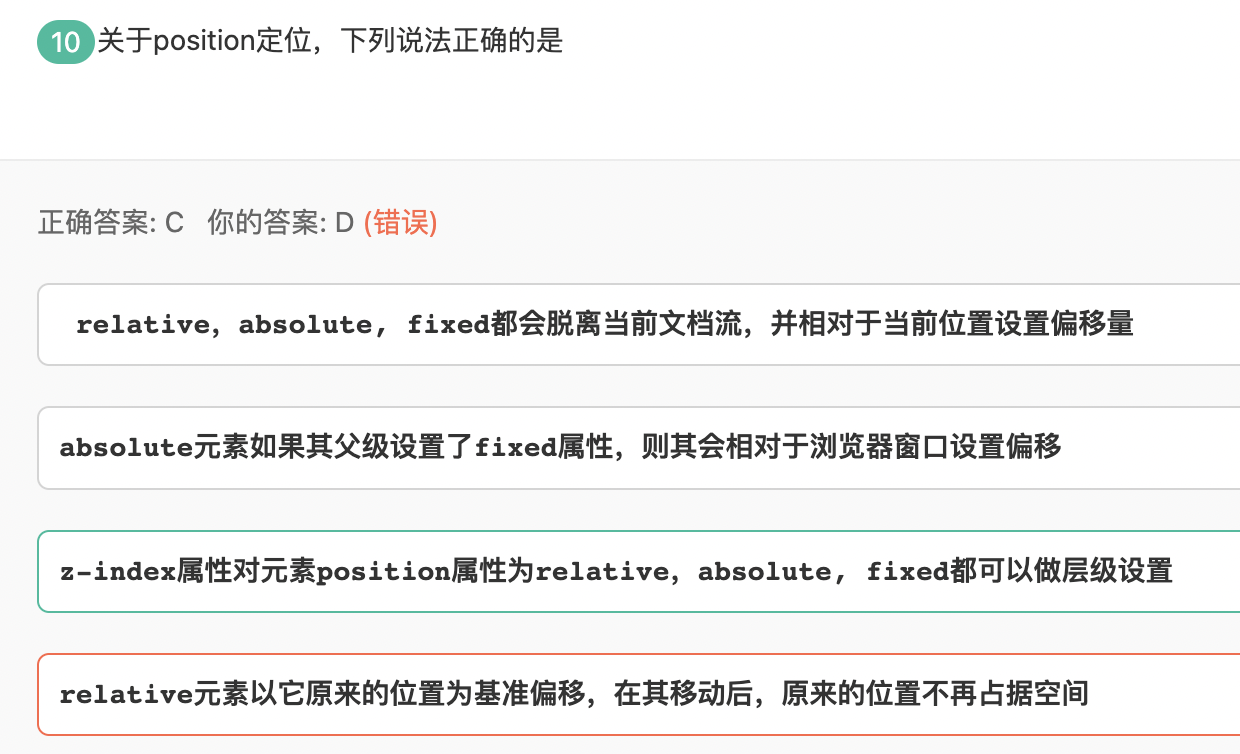 10 关于position定位，下列说法正确的是
正确答案: C 你的答案: D (错误)
relative，absolute, fixed都会脱离当前文档流，并相对于当前位置设置偏移量
absolute元素如果其父级设置了fixed属性，则其会相对于浏览器窗口设置偏移
z-index属性对元素position属性为relative，absolute, fixed都可以做层级设置
relative元素以它原来的位置为基准偏移，在其移动后，原来的位置不再占据空间